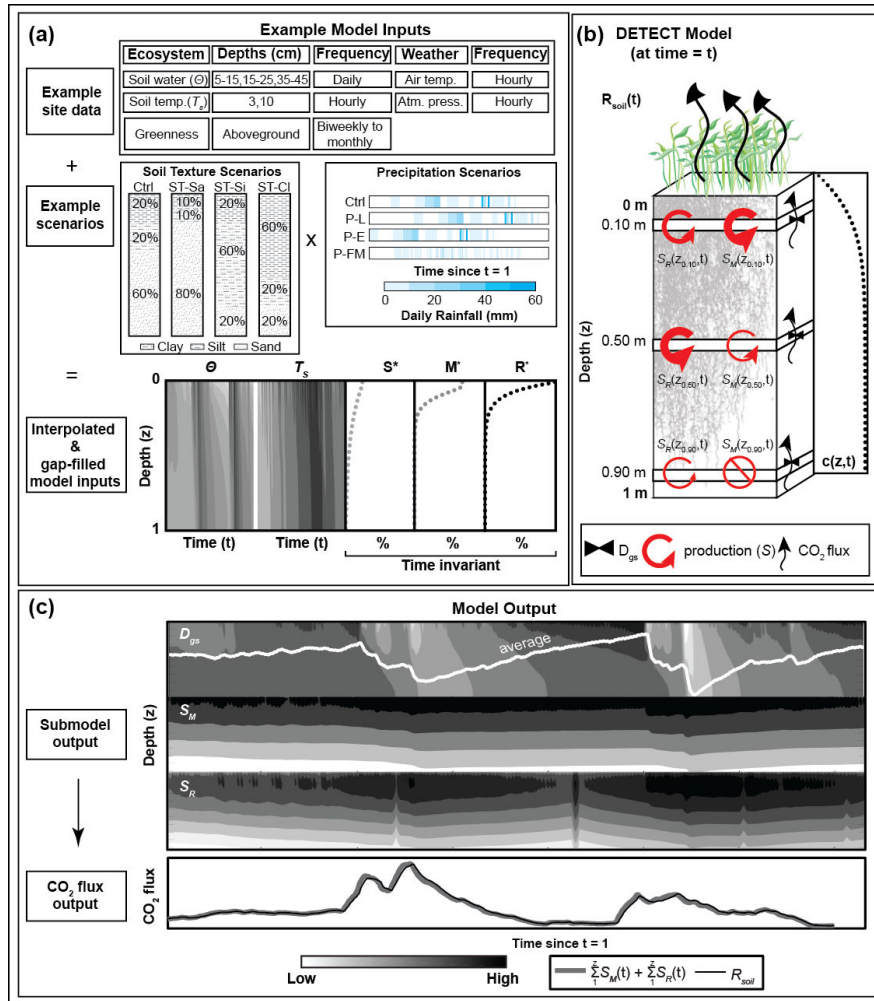 (a)
Example Model Inputs
Ecosystem Depths (cm) Frequency Weather Frequency
Soil water (Θ) 5-15,15-25,35-45 Daily Air temp. Hourly
Soil temp.(Ts) 3,10 Hourly Atm. press. Hourly
Greenness Aboveground Biweekly to
monthly
Example
site data
+
Example
scenarios
Soil Texture Scenarios
Ctrl ST-Sa ST-Si ST-Cl
20% 10% 20%
10%
60%
20%
60%
20%
60% 80%
20% 20%
Clay Silt Sand
X
Precipitation Scenarios
Ctrl
P-L
P-E
P-FM
Time since t = 1
0 20 40 60
Daily Rainfall (mm)
=
Interpolated
&
gap-filled
model inputs
Θ Ts S* M* R*
0
Depth (z)
1
Time (t) Time (t) % % %
Time invariant
(b) DETECT Model
(at time = t)
Rsoil(t)
0 m
0.10 m
SR(z0.10,t) SM(z0.10,t)
0.50 m
SR(z0.50,t) SM(z0.50,t)
Depth (z)
SR(z0.90,t) SM(z0.90,t)
0.90 m
1 m
c(z,t)
Dgs production (S) CO2 flux
(c)
Model Output
Submodel
output
Depth (z)
Dgs
average
SM
SR
CO2 flux
output
CO2 flux
Time since t = 1
Low High
z∑1 SM(t) + z∑1 SR(t) Rsoil